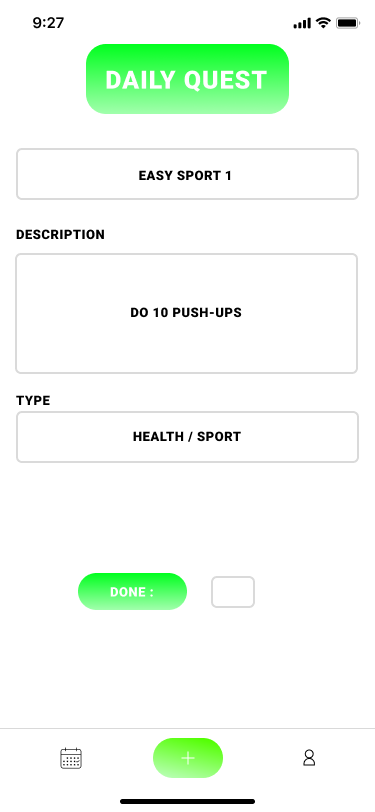 9:27
DAILY QUEST
EASY SPORT 1
DESCRIPTION
DO 10 PUSH-UPS
TYPE
HEALTH / SPORT
DONE :